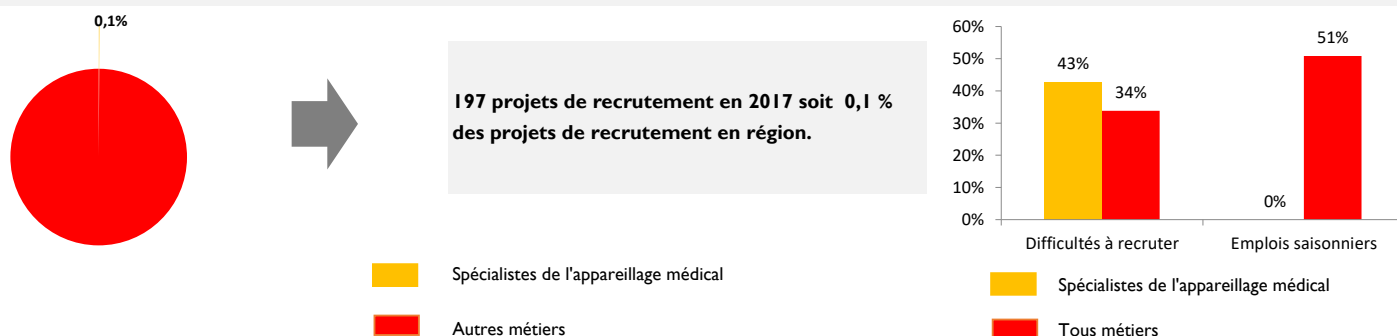 0,1%
197 projets de recrutement en 2017 soit 0,1 %
des projets de recrutement en région.
Spécialistes de l'appareillage médical
Autres métiers
60%
50%
40%
30%
20%
10%
0%
43%
34%
0%
51%
Difficultés à recruter
Emplois saisonniers
Spécialistes de l'appareillage médical
Tous métiers